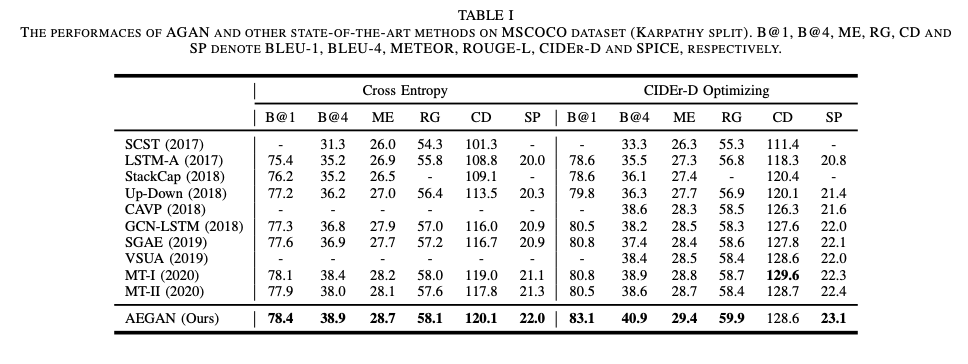 TABLE I
THE PERFORMACES OF AGAN AND OTHER STATE-OF-THE-ART METHODS ON MSCOCO DATASET (KARPATHY SPLIT). B@1, B@4, ME, RG, CD AND
SP DENOTE BLEU-1, BLEU-4, METEOR, ROUGE-L, CIDER-D AND SPICE, RESPECTIVELY.
Cross Entropy CIDEr-D Optimizing
B@1 B@4 ME RG CD SP B@1 B@4 ME RG CD SP
SCST (2017) - 31.3 26.0 54.3 101.3 - - 33.3 26.3 55.3 111.4 -
LSTM-A (2017) 75.4 35.2 26.9 55.8 108.8 20.0 78.6 35.5 27.3 56.8 118.3 20.8
StackCap (2018) 76.2 35.2 26.5 - 109.1 - 78.6 36.1 27.4 - 120.4 -
Up-Down (2018) 77.2 36.2 27.0 56.4 113.5 20.3 79.8 36.3 27.7 56.9 120.1 21.4
CAVP (2018) - - - - - - - 38.6 28.3 58.5 126.3 21.6
GCN-LSTM (2018) 77.3 36.8 27.9 57.0 116.0 20.9 80.5 38.2 28.5 58.3 127.6 22.0
SGAE (2019) 77.6 36.9 27.7 57.2 116.7 20.9 80.8 37.4 28.4 58.6 127.8 22.1
VSUA (2019) - - - - - - - 38.4 28.5 58.4 128.6 22.0
MT-I (2020) 78.1 38.4 28.2 58.0 119.0 21.1 80.8 38.9 28.8 58.7 129.6 22.3
MT-II (2020) 77.9 38.0 28.1 57.6 117.8 21.3 80.5 38.6 28.7 58.4 128.7 22.4
AEGAN (Ours) 78.4 38.9 28.7 58.1 120.1 22.0 83.1 40.9 29.4 59.9 128.6 23.1